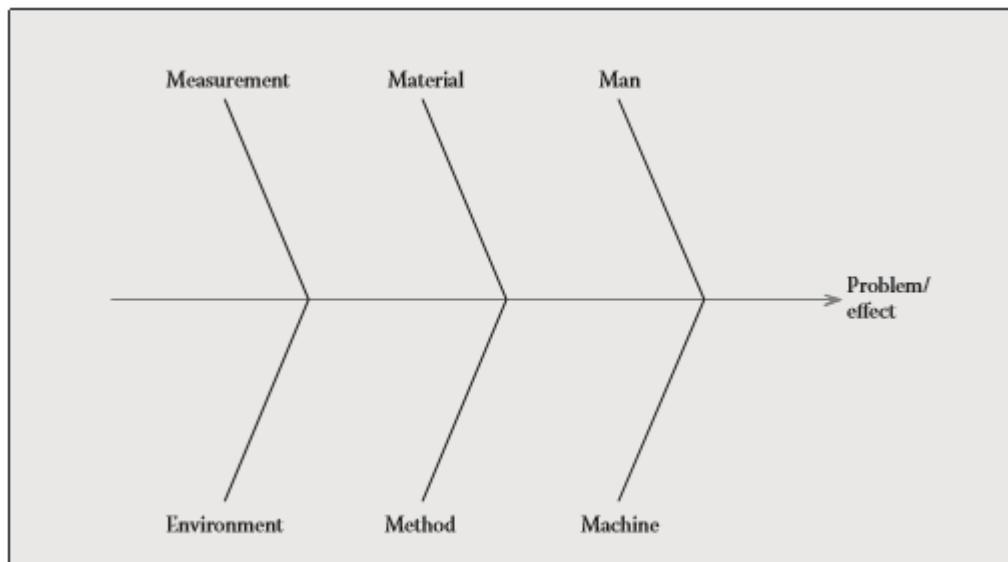 Measurement
Material
Man
Problem/
effect
Environment
Method
Machine